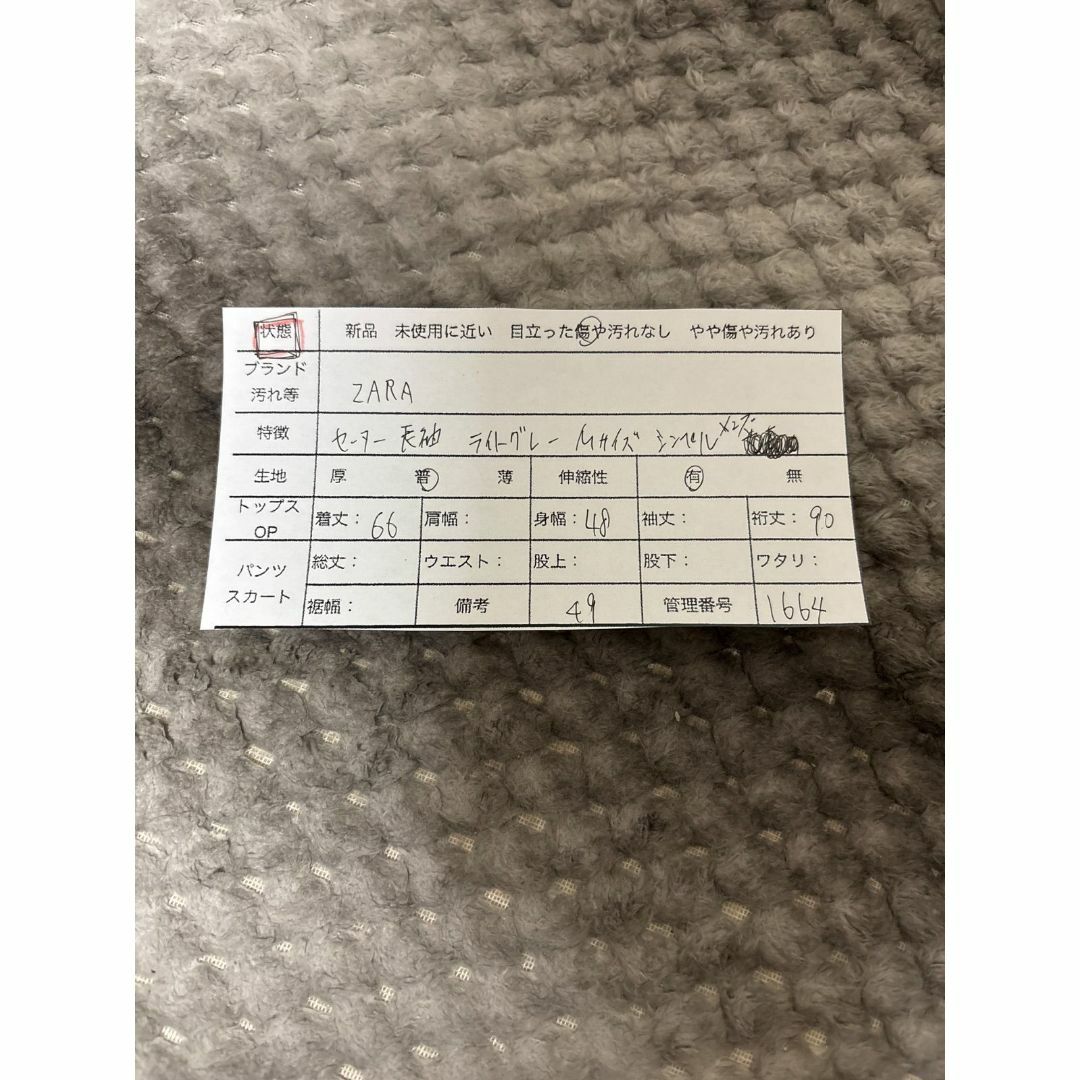 状態 新品 未使用に近い 目立った傷や汚れなし やや傷や汚れあり
ブランド
汚れ等 ZARA
特徴 セーター 長袖 ライトグレー Mサイズ シンプル メンズ
生地 厚 普 薄 伸縮性 有 無
トップス
OP 着丈：66 肩幅： 身幅：48 袖丈： 裄丈：90
パンツ
スカート 総丈： ウエスト： 股上： 股下： ワタリ：
裾幅： 備考 49 管理番号 1664